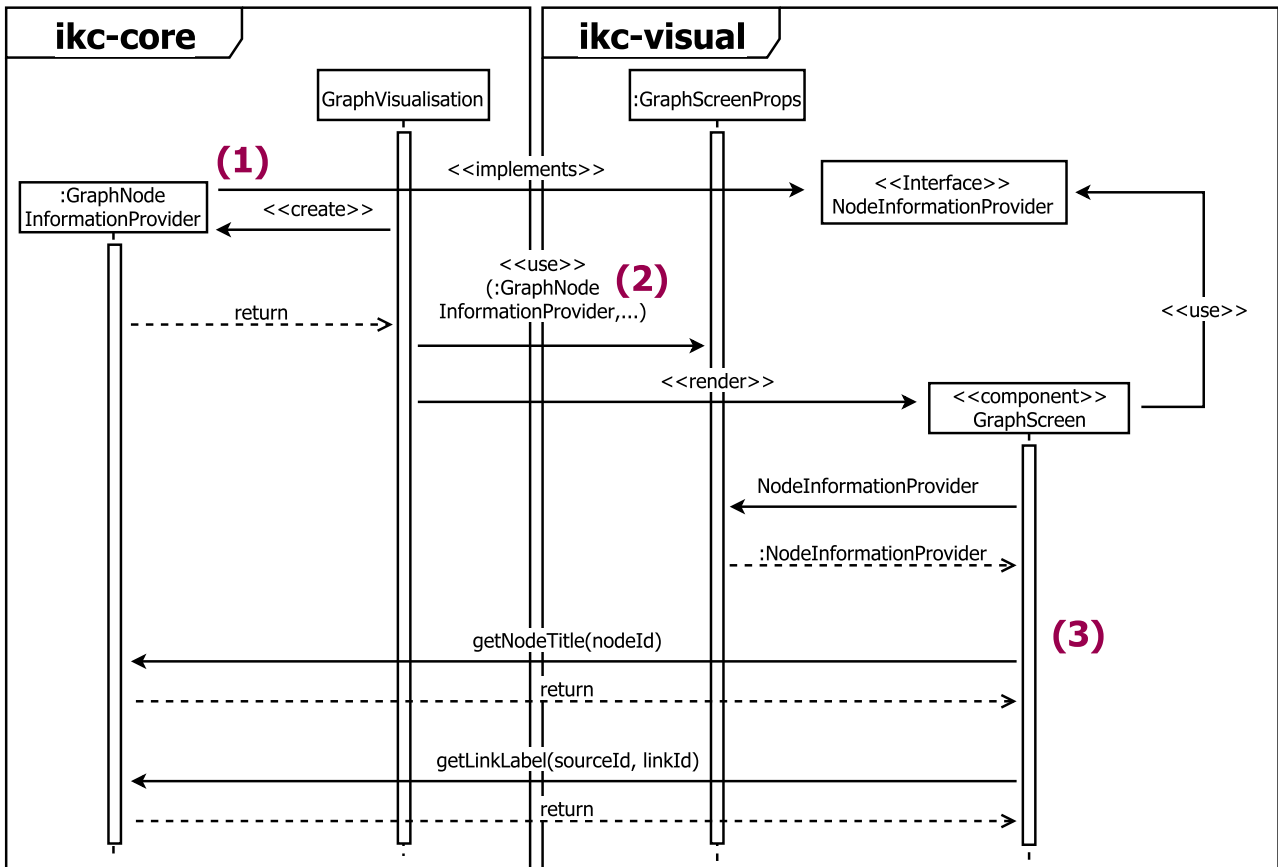 ikc-core
ikc-visual
GraphVisualisation
:GraphScreenProps
(1)
<<implements>>
:GraphNode
InformationProvider
<<Interface>>
NodeInformationProvider
<<create>>
<<use>>
(:GraphNode
InformationProvider,...)
(2)
return
<<use>>
<<render>>
<<component>>
GraphScreen
NodeInformationProvider
:NodeInformationProvider
(3)
getNodeTitle(nodeId)
return
getLinkLabel(sourceId, linkId)
return